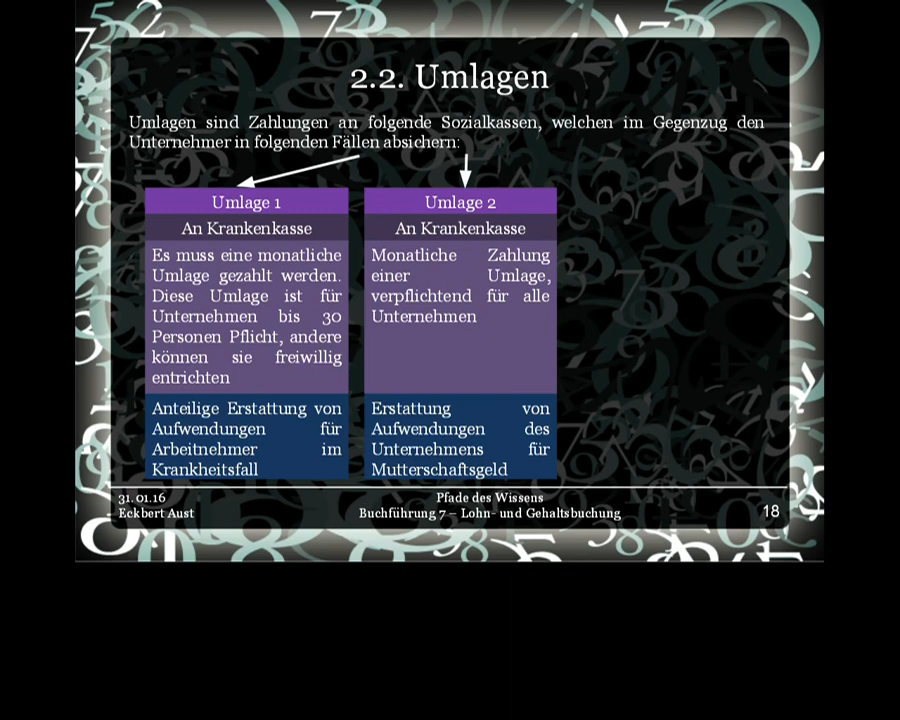 2.2. Umlagen
Umlagen sind Zahlungen an folgende Sozialkassen, welchen im Gegenzug den
Unternehmer in folgenden Fällen absichern:
Umlage 1
An Krankenkasse
Es muss eine monatliche
Umlage gezahlt werden.
Diese Umlage ist für
Unternehmen bis 30
Personen Pflicht, andere
können sie freiwillig
entrichten
Anteilige Erstattung von
Aufwendungen für
Arbeitnehmer im
Krankheitsfall
Umlage 2
An Krankenkasse
Monatliche Zahlung
einer Umlage,
verpflichtend für alle
Unternehmen
Erstattung von
Aufwendungen des
Unternehmens für
Mutterschaftsgeld
31.01.16
Eckbert Aust
Pfade des Wissens
Buchführung 7 – Lohn- und Gehaltsbuchung
18